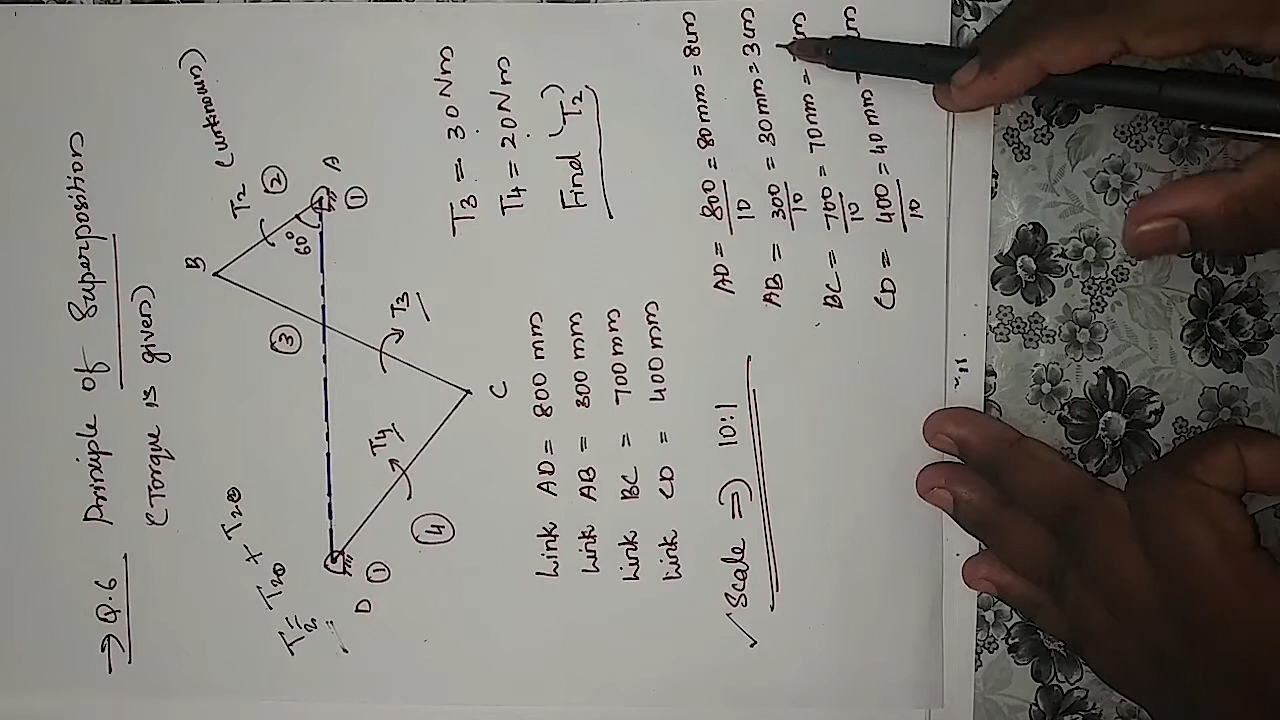 → Q.6 Principle of Superposition
(Torque is given)
T2 = T2① + T2②
B
T2 (unknown)
②
60°
A
①
③
T3
T4
④
D
①
C
T3 = 30 Nm
T4 = 20 Nm
Find (T2)
Link AD = 800 mm
Link AB = 300 mm
Link BC = 700 mm
Link CD = 400 mm
✓ Scale ⇒ 10:1
AD = 800/10 = 80 mm = 8 cm
AB = 300/10 = 30 mm = 3 cm
BC = 700/10 = 70 mm =
CD = 400/10 = 40 mm